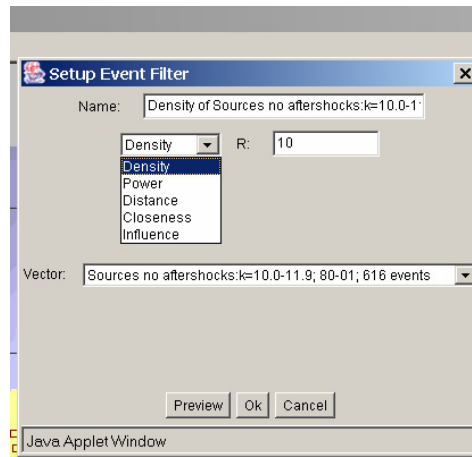 Setup Event Filter
Name: Density of Sources no aftershocks:k=10.0-1
Density R: 10
Density
Power
Distance
Closeness
Influence
Vector: Sources no aftershocks:k=10.0-11.9; 80-01; 616 events
Preview Ok Cancel
Java Applet Window